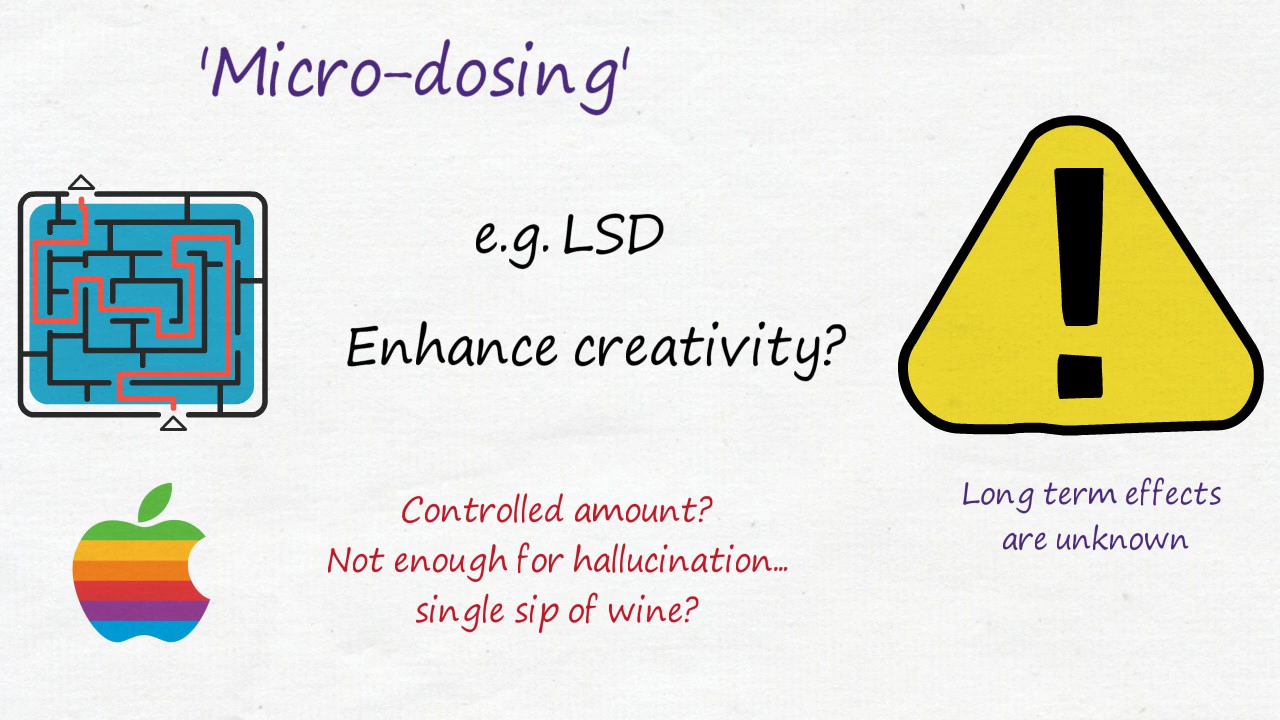 'Micro-dosing'
e.g. LSD
Enhance creativity?
Controlled amount?
Not enough for hallucination...
single sip of wine?
Long term effects
are unknown